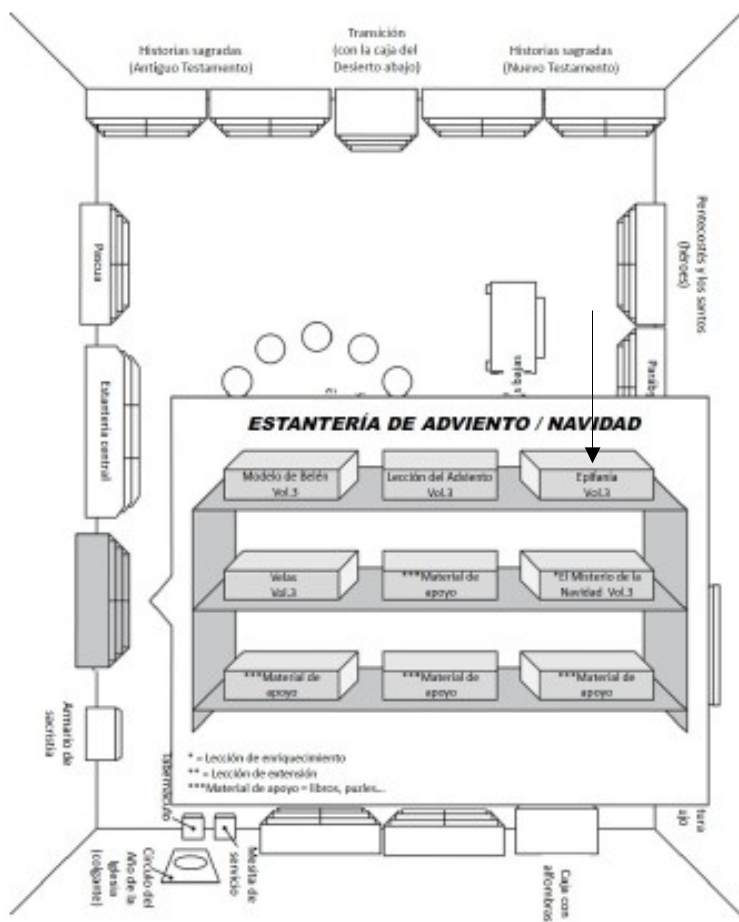 Historias sagradas
(Antiguo Testamento)
Transición
(con la caja del
Desierto abajo)
Historias sagradas
(Nuevo Testamento)
Pascua
Pentecostés y los santos
(héroes)
Estantería central
ESTANTERÍA DE ADVIENTO / NAVIDAD
Modelo de Belén
Vol.3
Lección del Adviento
Vol.3
Epifanía
Vol.3
Velas
Vol.3
***Material de
apoyo
*El Misterio de la
Navidad Vol.3
***Material de
apoyo
***Material de
apoyo
***Material de
apoyo
* = Lección de enriquecimiento
** = Lección de extensión
***Material de apoyo = libros, puzles...
Armario de
sacristía
Tabernáculo
Círculo del
Año de la
Iglesia
(colgante)
Mesita de
servicio
Caja con
alfombras